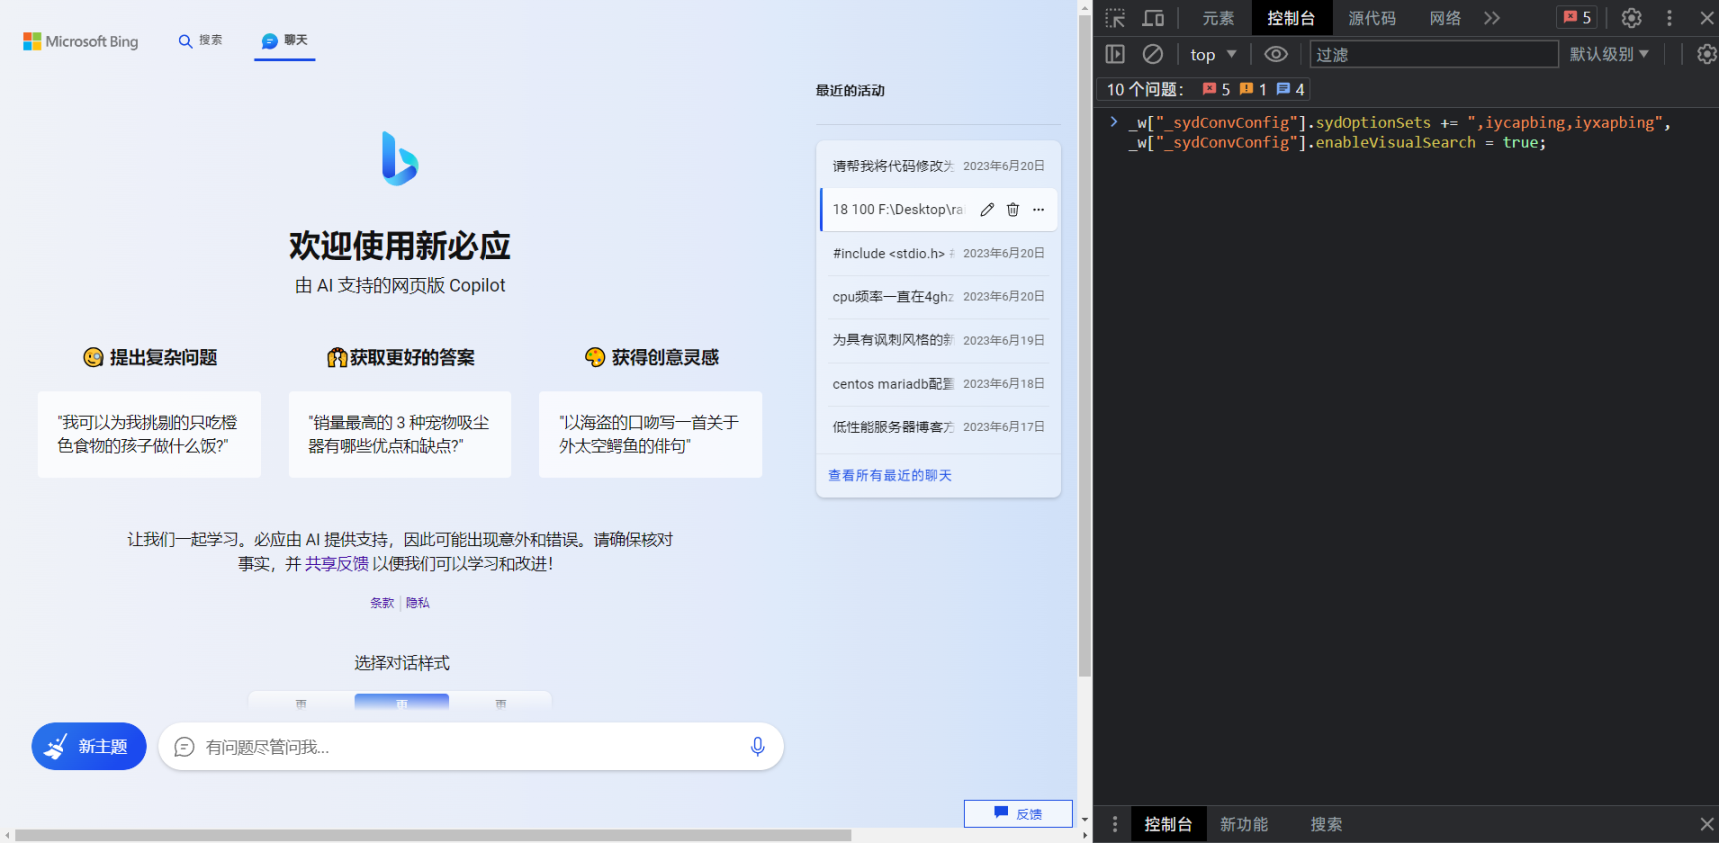 Microsoft Bing
搜索
聊天
欢迎使用新必应
由 AI 支持的网页版 Copilot
提出复杂问题
"我可以为我挑剔的只吃橙
色食物的孩子做什么饭?"
获取更好的答案
"销量最高的 3 种宠物吸尘
器有哪些优点和缺点?"
获得创意灵感
"以海盗的口吻写一首关于
外太空鳄鱼的俳句"
让我们一起学习。必应由 AI 提供支持，因此可能出现意外和错误。请确保核对
事实，并 共享反馈 以便我们可以学习和改进！
条款 | 隐私
选择对话样式
更 更 更
新主题
有问题尽管问我...
最近的活动
请帮我将代码修改为 2023年6月20日
18 100 F:\Desktop\ra
#include <stdio.h> 2023年6月20日
cpu频率一直在4ghz 2023年6月20日
为具有讽刺风格的新 2023年6月19日
centos mariadb配置 2023年6月18日
低性能服务器博客方 2023年6月17日
查看所有最近的聊天
反馈
元素 控制台 源代码 网络 5
top 过滤 默认级别
10 个问题： 5 1 4
_w["_sydConvConfig"].sydOptionSets += ",iycapbing,iyxapbing",
_w["_sydConvConfig"].enableVisualSearch = true;
控制台 新功能 搜索